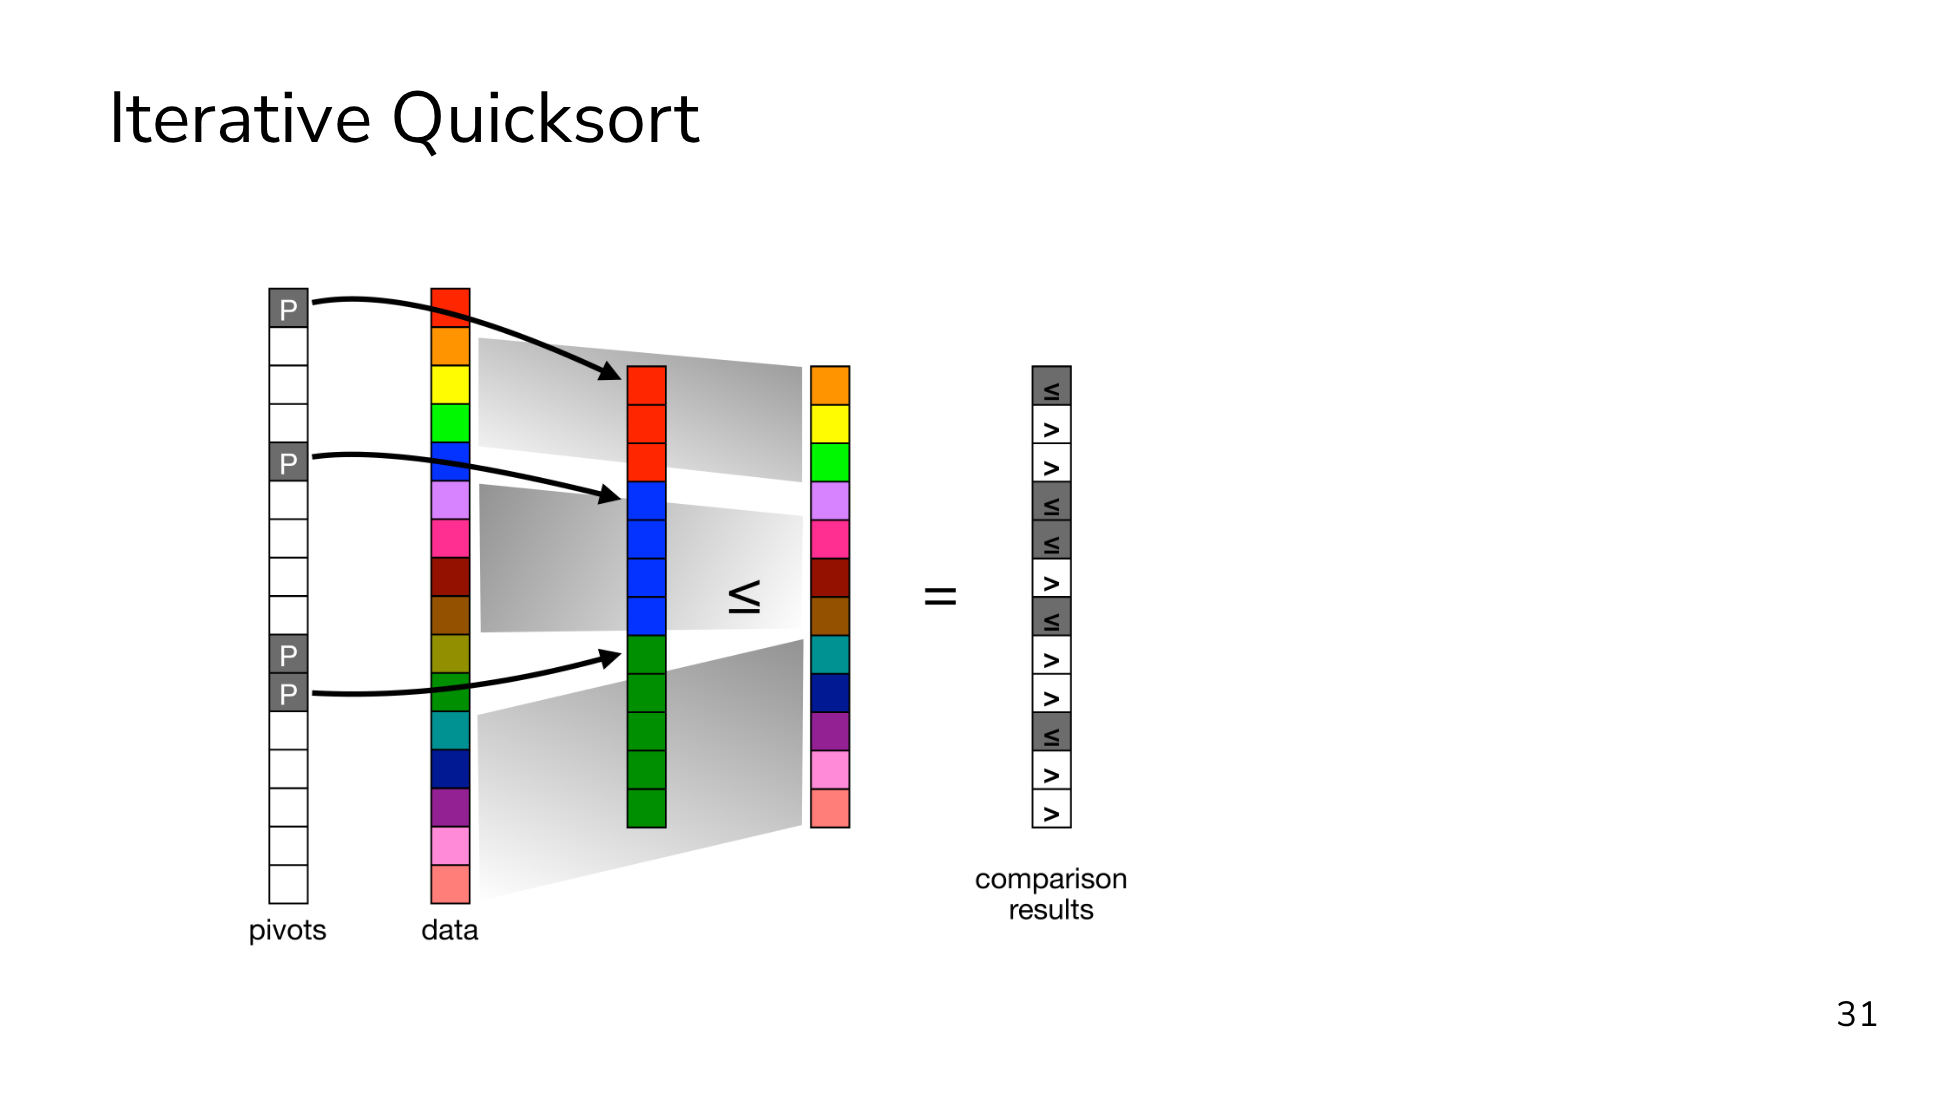 Iterative Quicksort
P
P
P
P
pivots
data
≤
=
≤
>
>
≤
≤
>
≤
>
>
≤
>
>
comparison
results
31